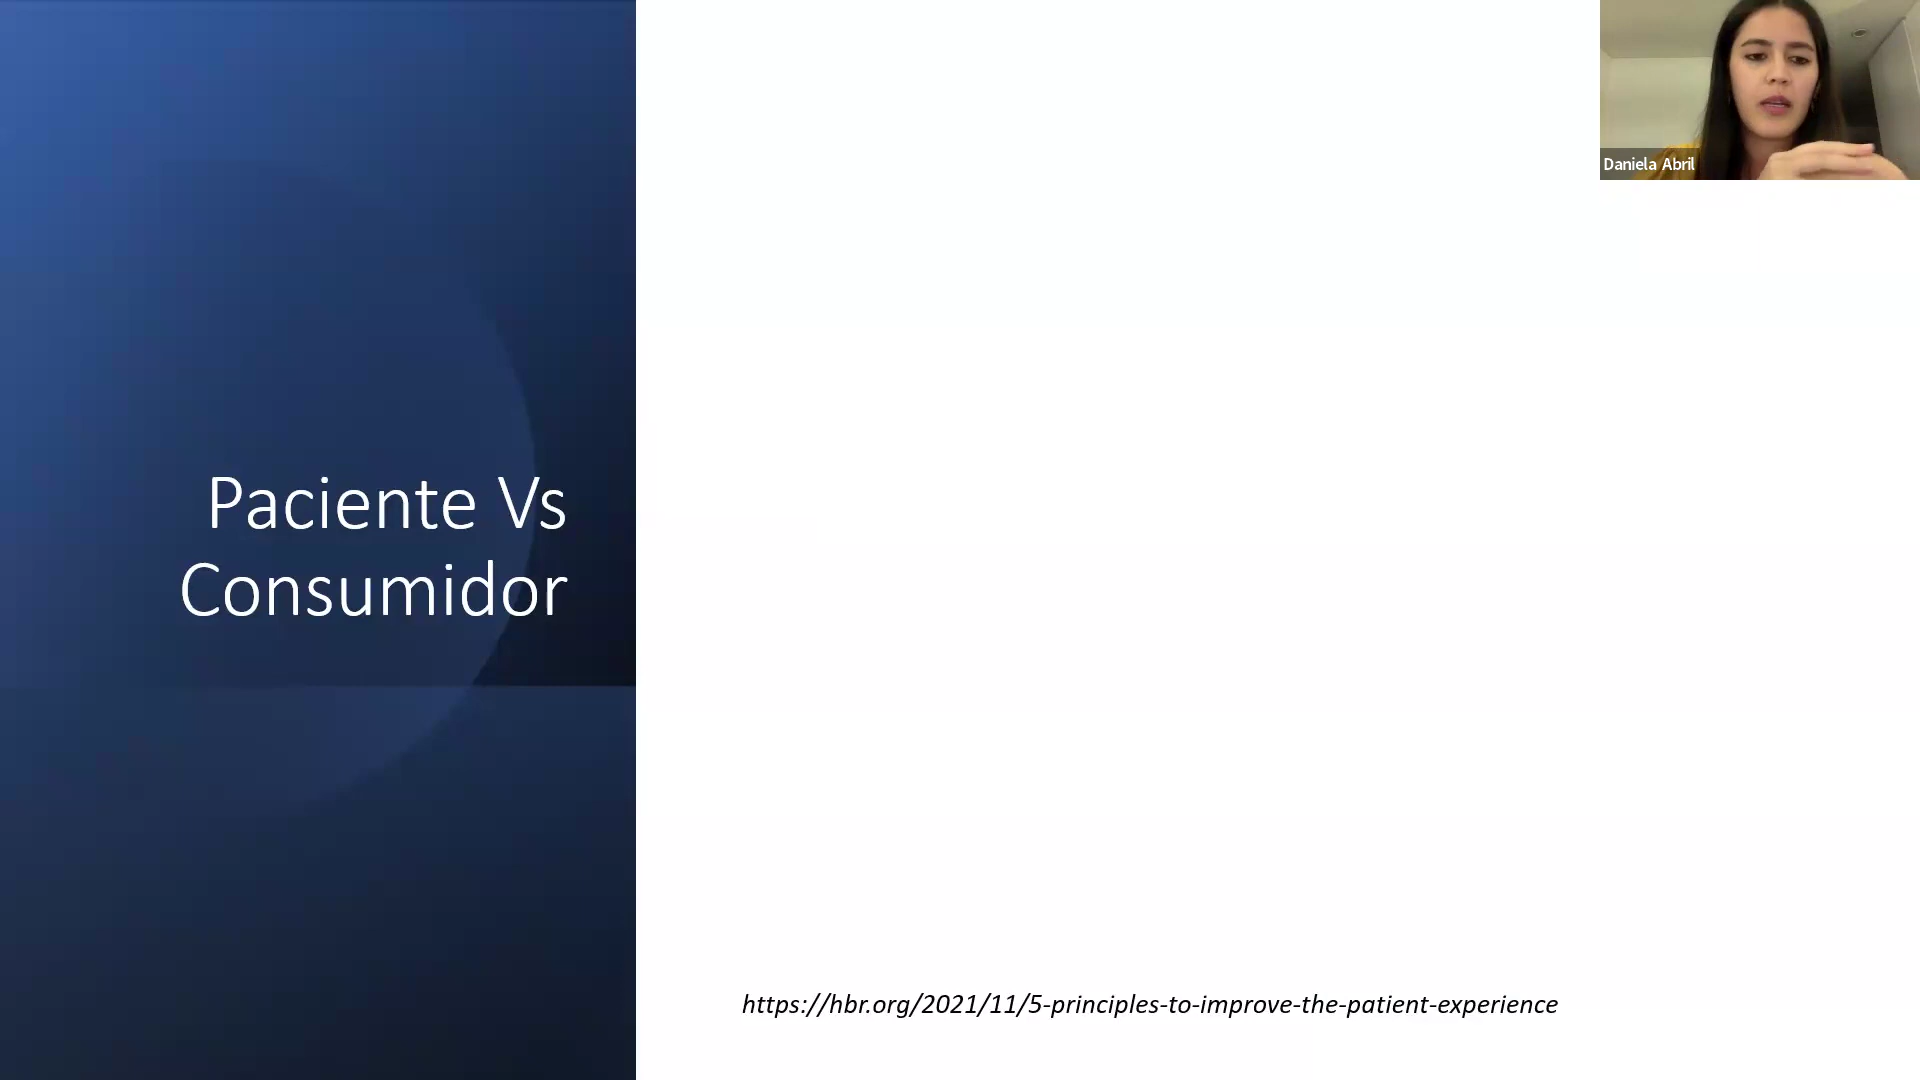 Daniela Abril
Paciente Vs
Consumidor
https://hbr.org/2021/11/5-principles-to-improve-the-patient-experience